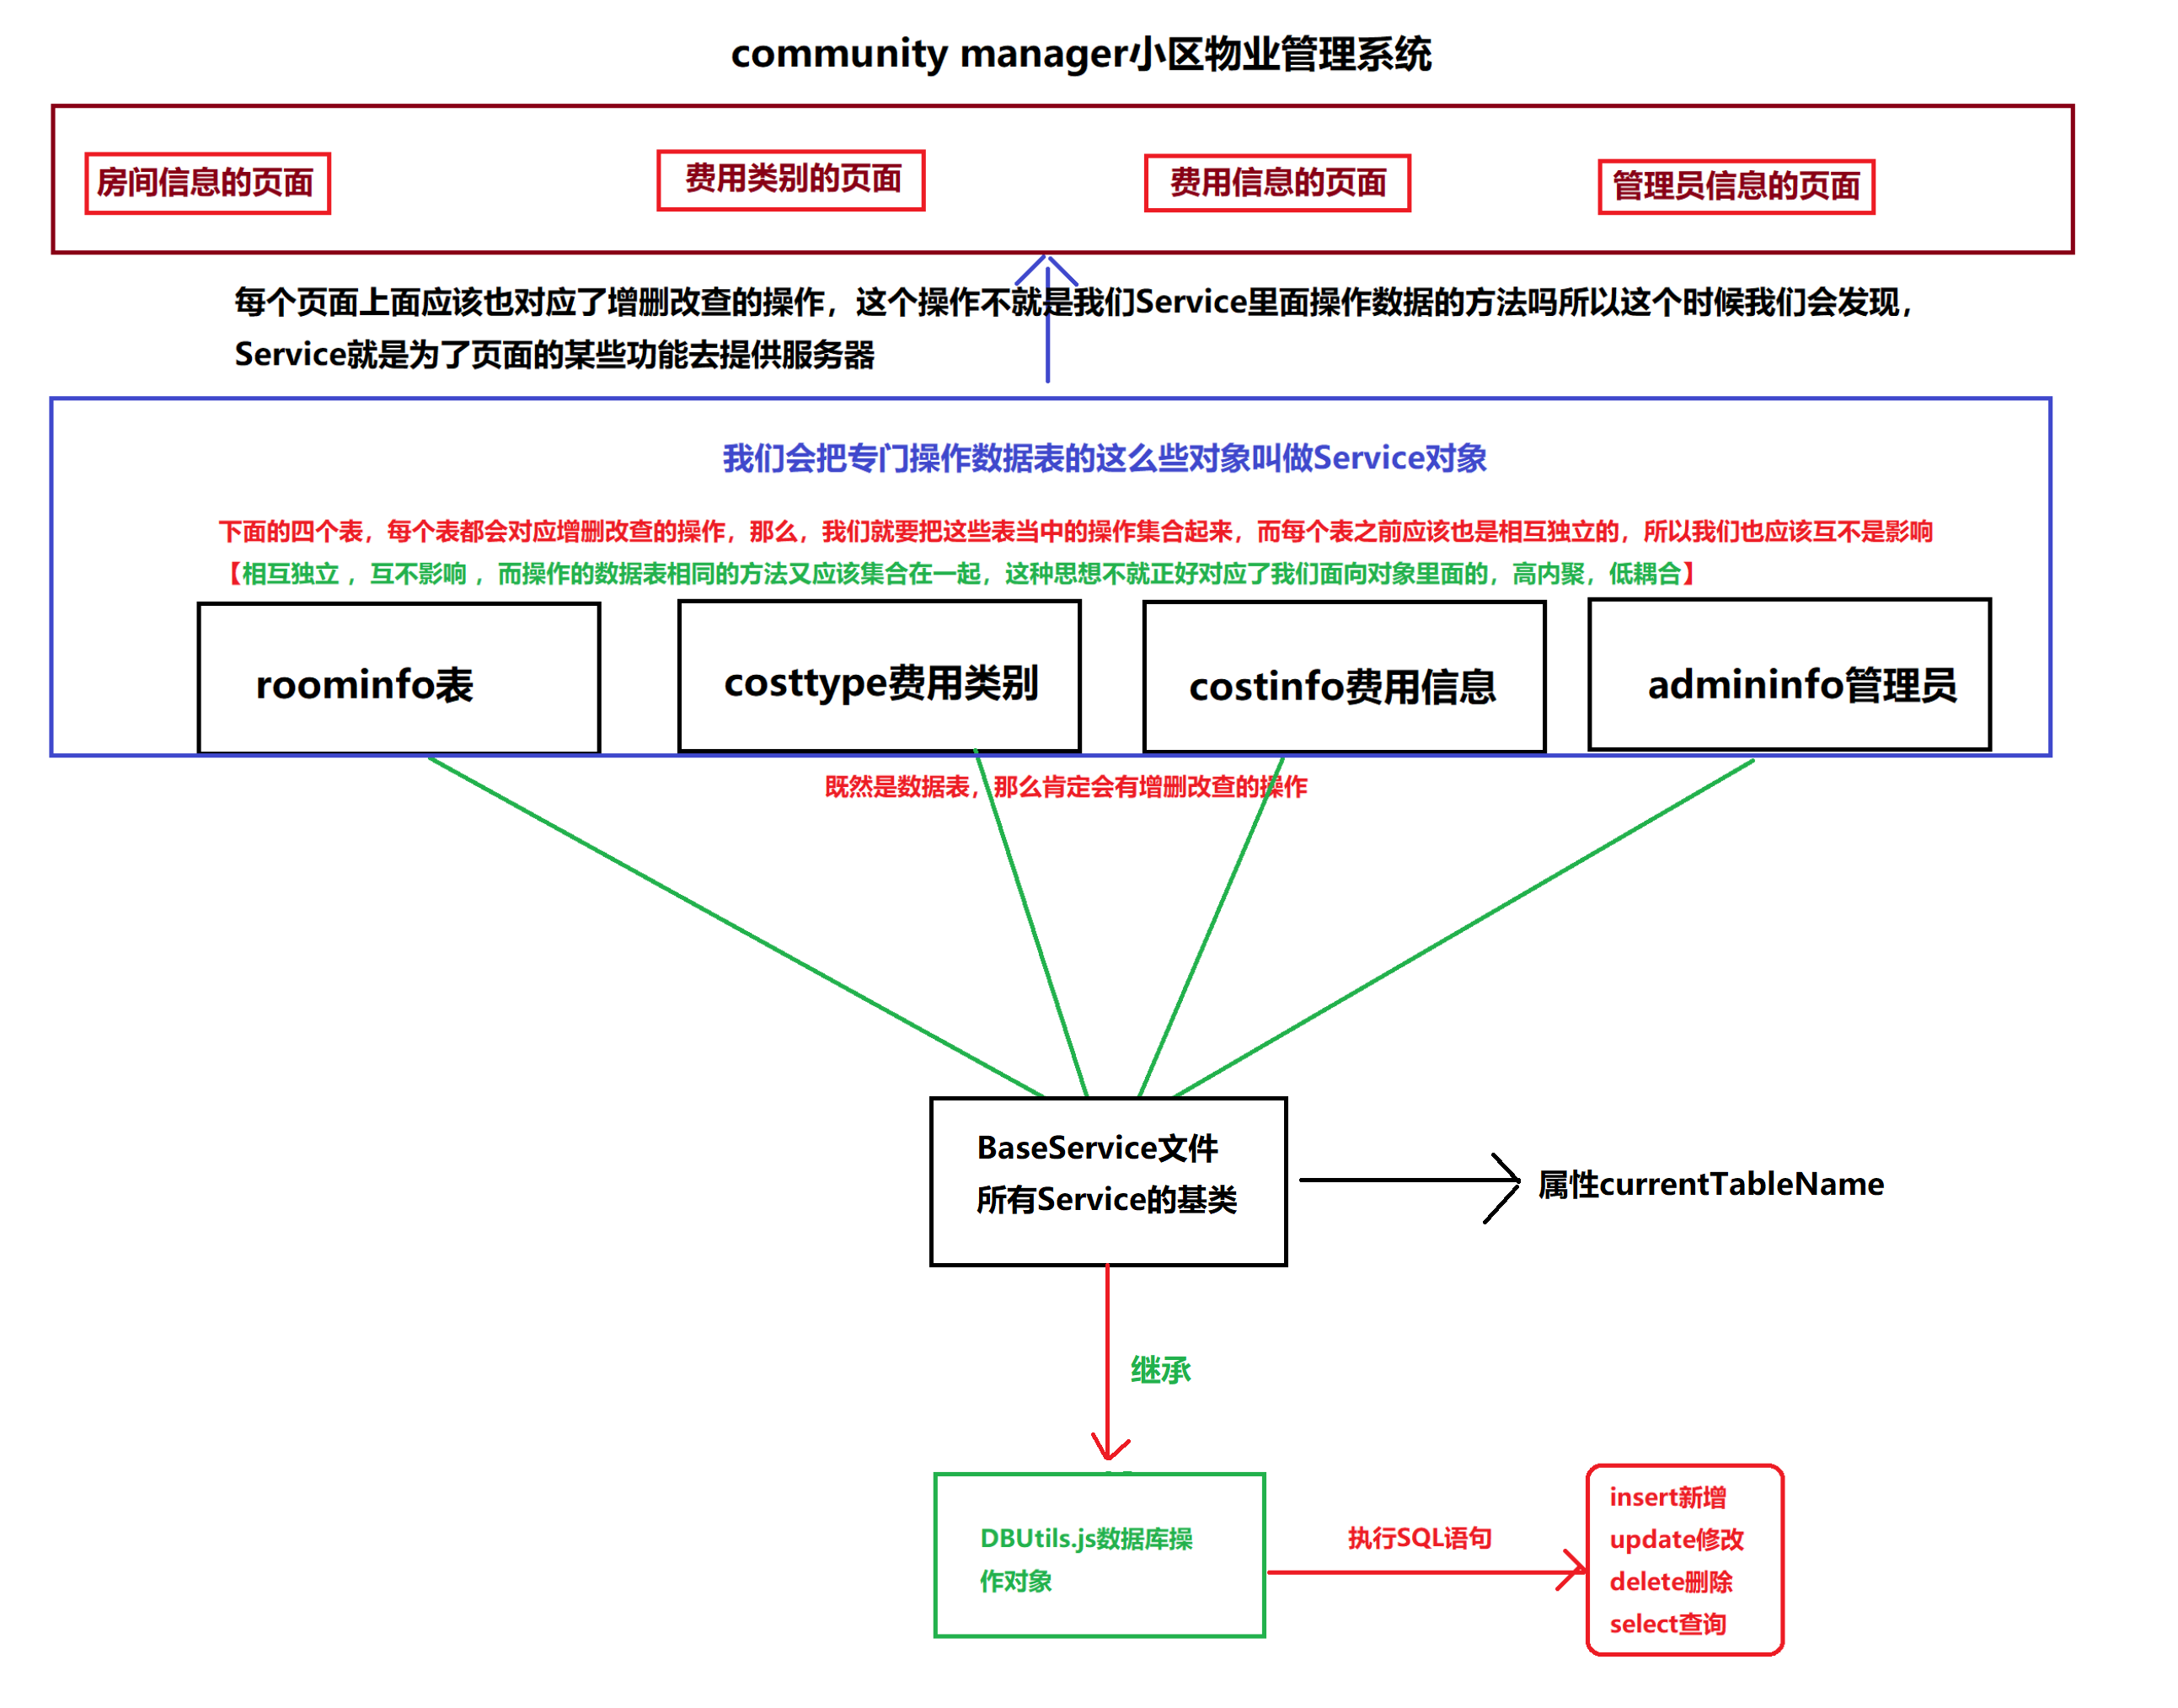 community manager小区物业管理系统
房间信息的页面
费用类别的页面
费用信息的页面
管理员信息的页面
每个页面上面应该也对应了增删改查的操作，这个操作不就是我们Service里面操作数据的方法吗所以这个时候我们会发现，
Service就是为了页面的某些功能去提供服务器
我们会把专门操作数据表的这么些对象叫做Service对象
下面的四个表，每个表都会对应增删改查的操作，那么，我们就要把这些表当中的操作集合起来，而每个表之前应该也是相互独立的，所以我们也应该互不是影响
【相互独立 ，互不影响 ，而操作的数据表相同的方法又应该集合在一起，这种思想不就正好对应了我们面向对象里面的，高内聚，低耦合】
roominfo表
costtype费用类别
costinfo费用信息
admininfo管理员
既然是数据表，那么肯定会有增删改查的操作
BaseService文件
所有Service的基类
属性currentTableName
继承
DBUtils.js数据库操
作对象
执行SQL语句
insert新增
update修改
delete删除
select查询